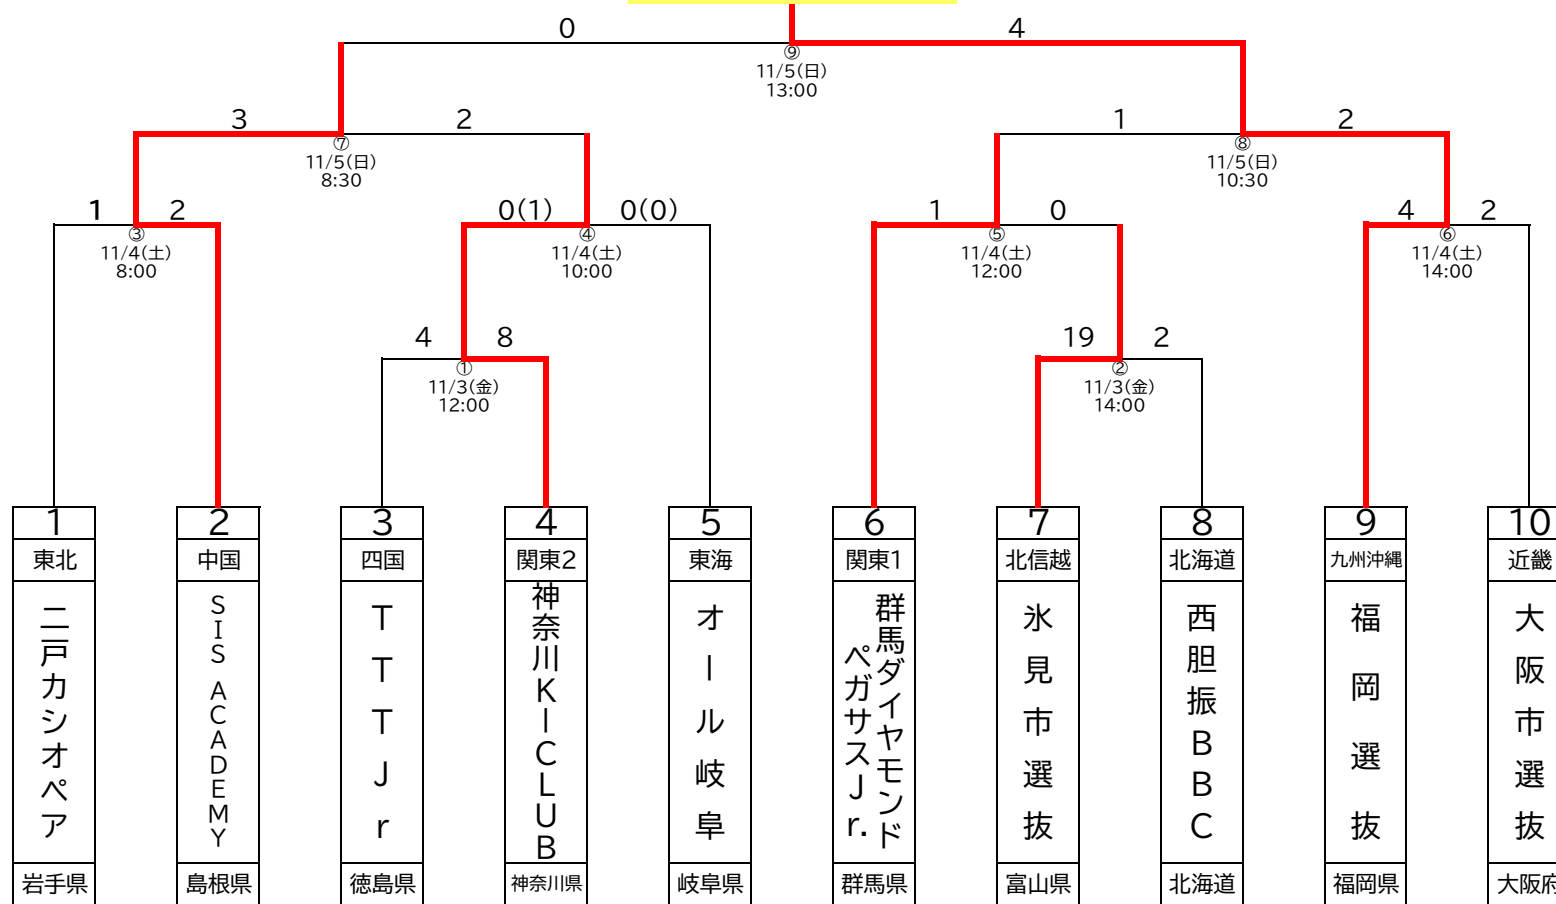 0 4
⑨
11/5(日)
13:00
3 2 1 2
⑦ ⑧
11/5(日) 11/5(日)
8:30 10:30
1 2 0(1) 0(0) 1 0 4 2
③ ④ ⑤ ⑥
11/4(土) 11/4(土) 11/4(土) 11/4(土)
8:00 10:00 12:00 14:00
4 8 19 2
① ②
11/3(金) 11/3(金)
12:00 14:00
1 2 3 4 5 6 7 8 9 10
東北 中国 四国 関東2 東海 関東1 北信越 北海道 九州沖縄 近畿
二戸カシオペア
SIS ACADEMY
TTTJr
神奈川KーCLUB
オール岐阜
群馬ダイヤモンド
ペガサスJr.
氷見市選抜
西胆振BBC
福岡選抜
大阪市選抜
岩手県 島根県 徳島県 神奈川県 岐阜県 群馬県 富山県 北海道 福岡県 大阪府